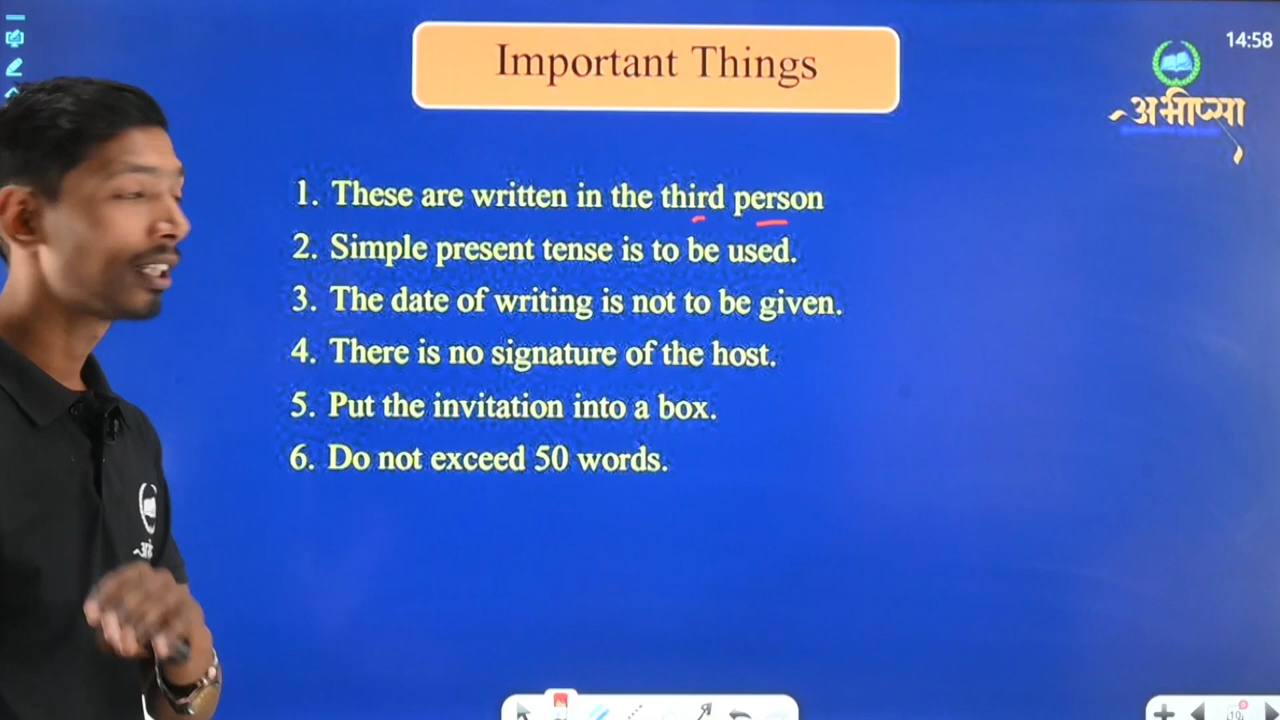 Important Things
14:58
अभीप्सा
1. These are written in the third person
2. Simple present tense is to be used.
3. The date of writing is not to be given.
4. There is no signature of the host.
5. Put the invitation into a box.
6. Do not exceed 50 words.